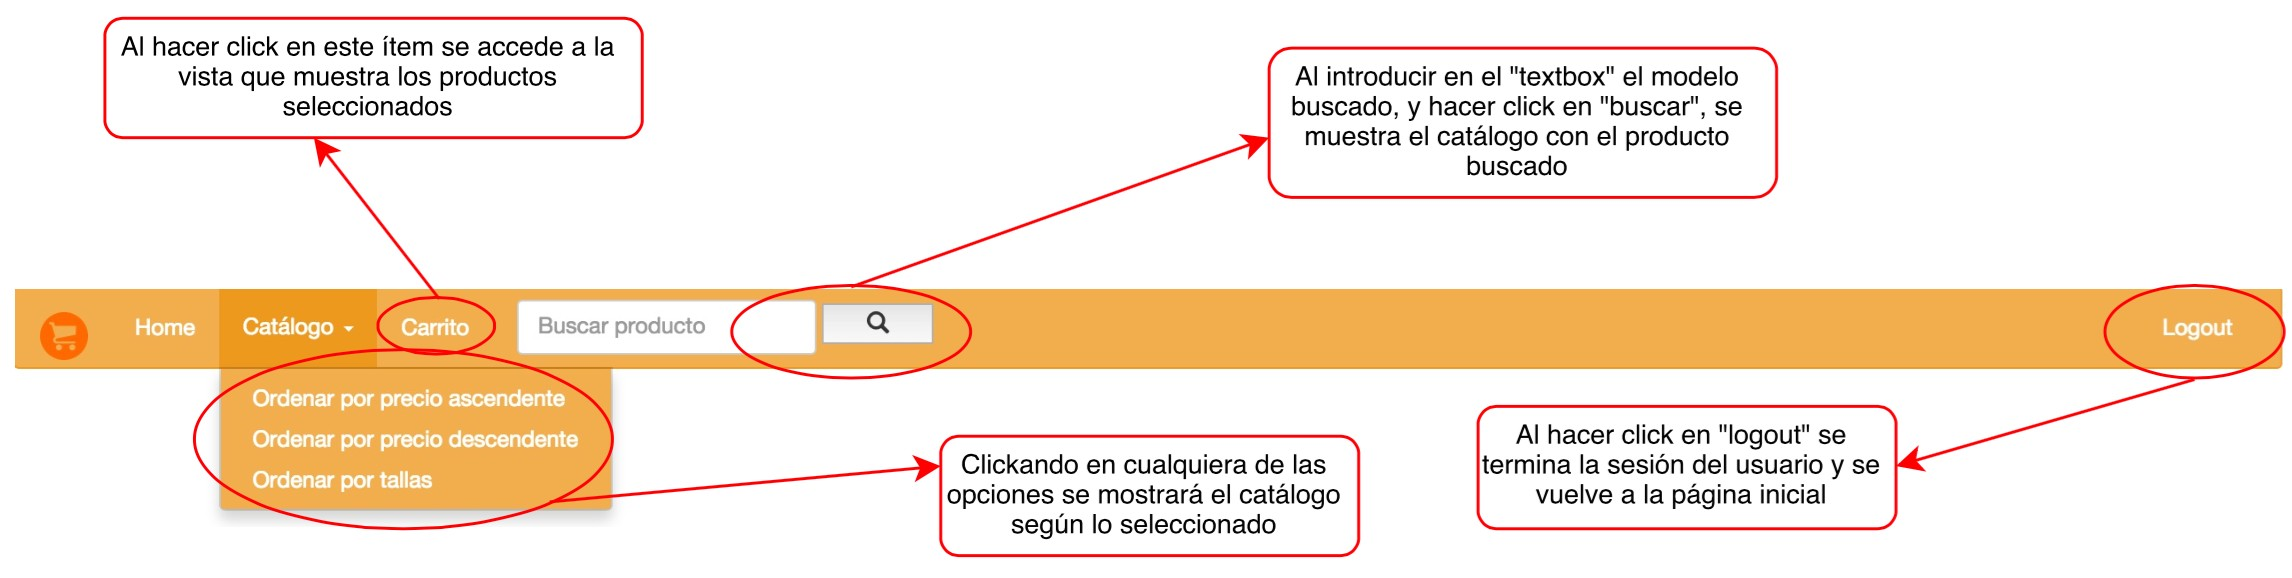 Al hacer click en este ítem se accede a la
vista que muestra los productos
seleccionados
Al introducir en el "textbox" el modelo
buscado, y hacer click en "buscar", se
muestra el catálogo con el producto
buscado
Home
Catálogo
Carrito
Buscar producto
Logout
Ordenar por precio ascendente
Ordenar por precio descendente
Ordenar por tallas
Clickando en cualquiera de las
opciones se mostrará el catálogo
según lo seleccionado
Al hacer click en "logout" se
termina la sesión del usuario y se
vuelve a la página inicial